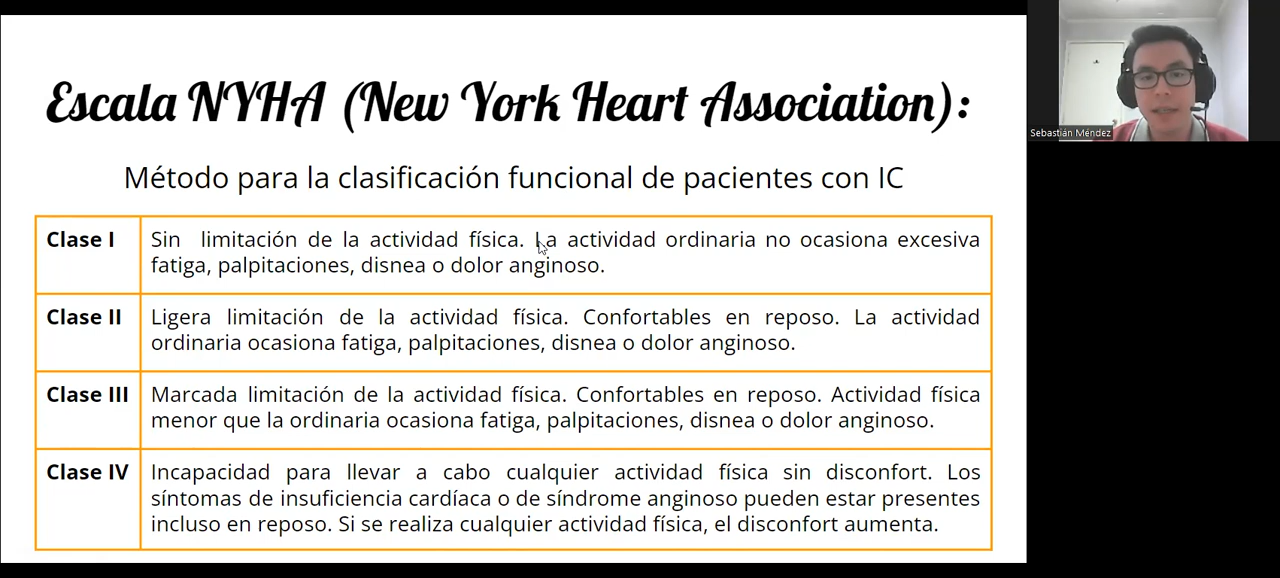 Escala NYHA (New York Heart Association):
Método para la clasificación funcional de pacientes con IC
Clase I
Sin limitación de la actividad física. La actividad ordinaria no ocasiona excesiva
fatiga, palpitaciones, disnea o dolor anginoso.
Clase II
Ligera limitación de la actividad física. Confortables en reposo. La actividad
ordinaria ocasiona fatiga, palpitaciones, disnea o dolor anginoso.
Clase III
Marcada limitación de la actividad física. Confortables en reposo. Actividad física
menor que la ordinaria ocasiona fatiga, palpitaciones, disnea o dolor anginoso.
Clase IV
Incapacidad para llevar a cabo cualquier actividad física sin disconfort. Los
síntomas de insuficiencia cardíaca o de síndrome anginoso pueden estar presentes
incluso en reposo. Si se realiza cualquier actividad física, el disconfort aumenta.
Sebastián Méndez